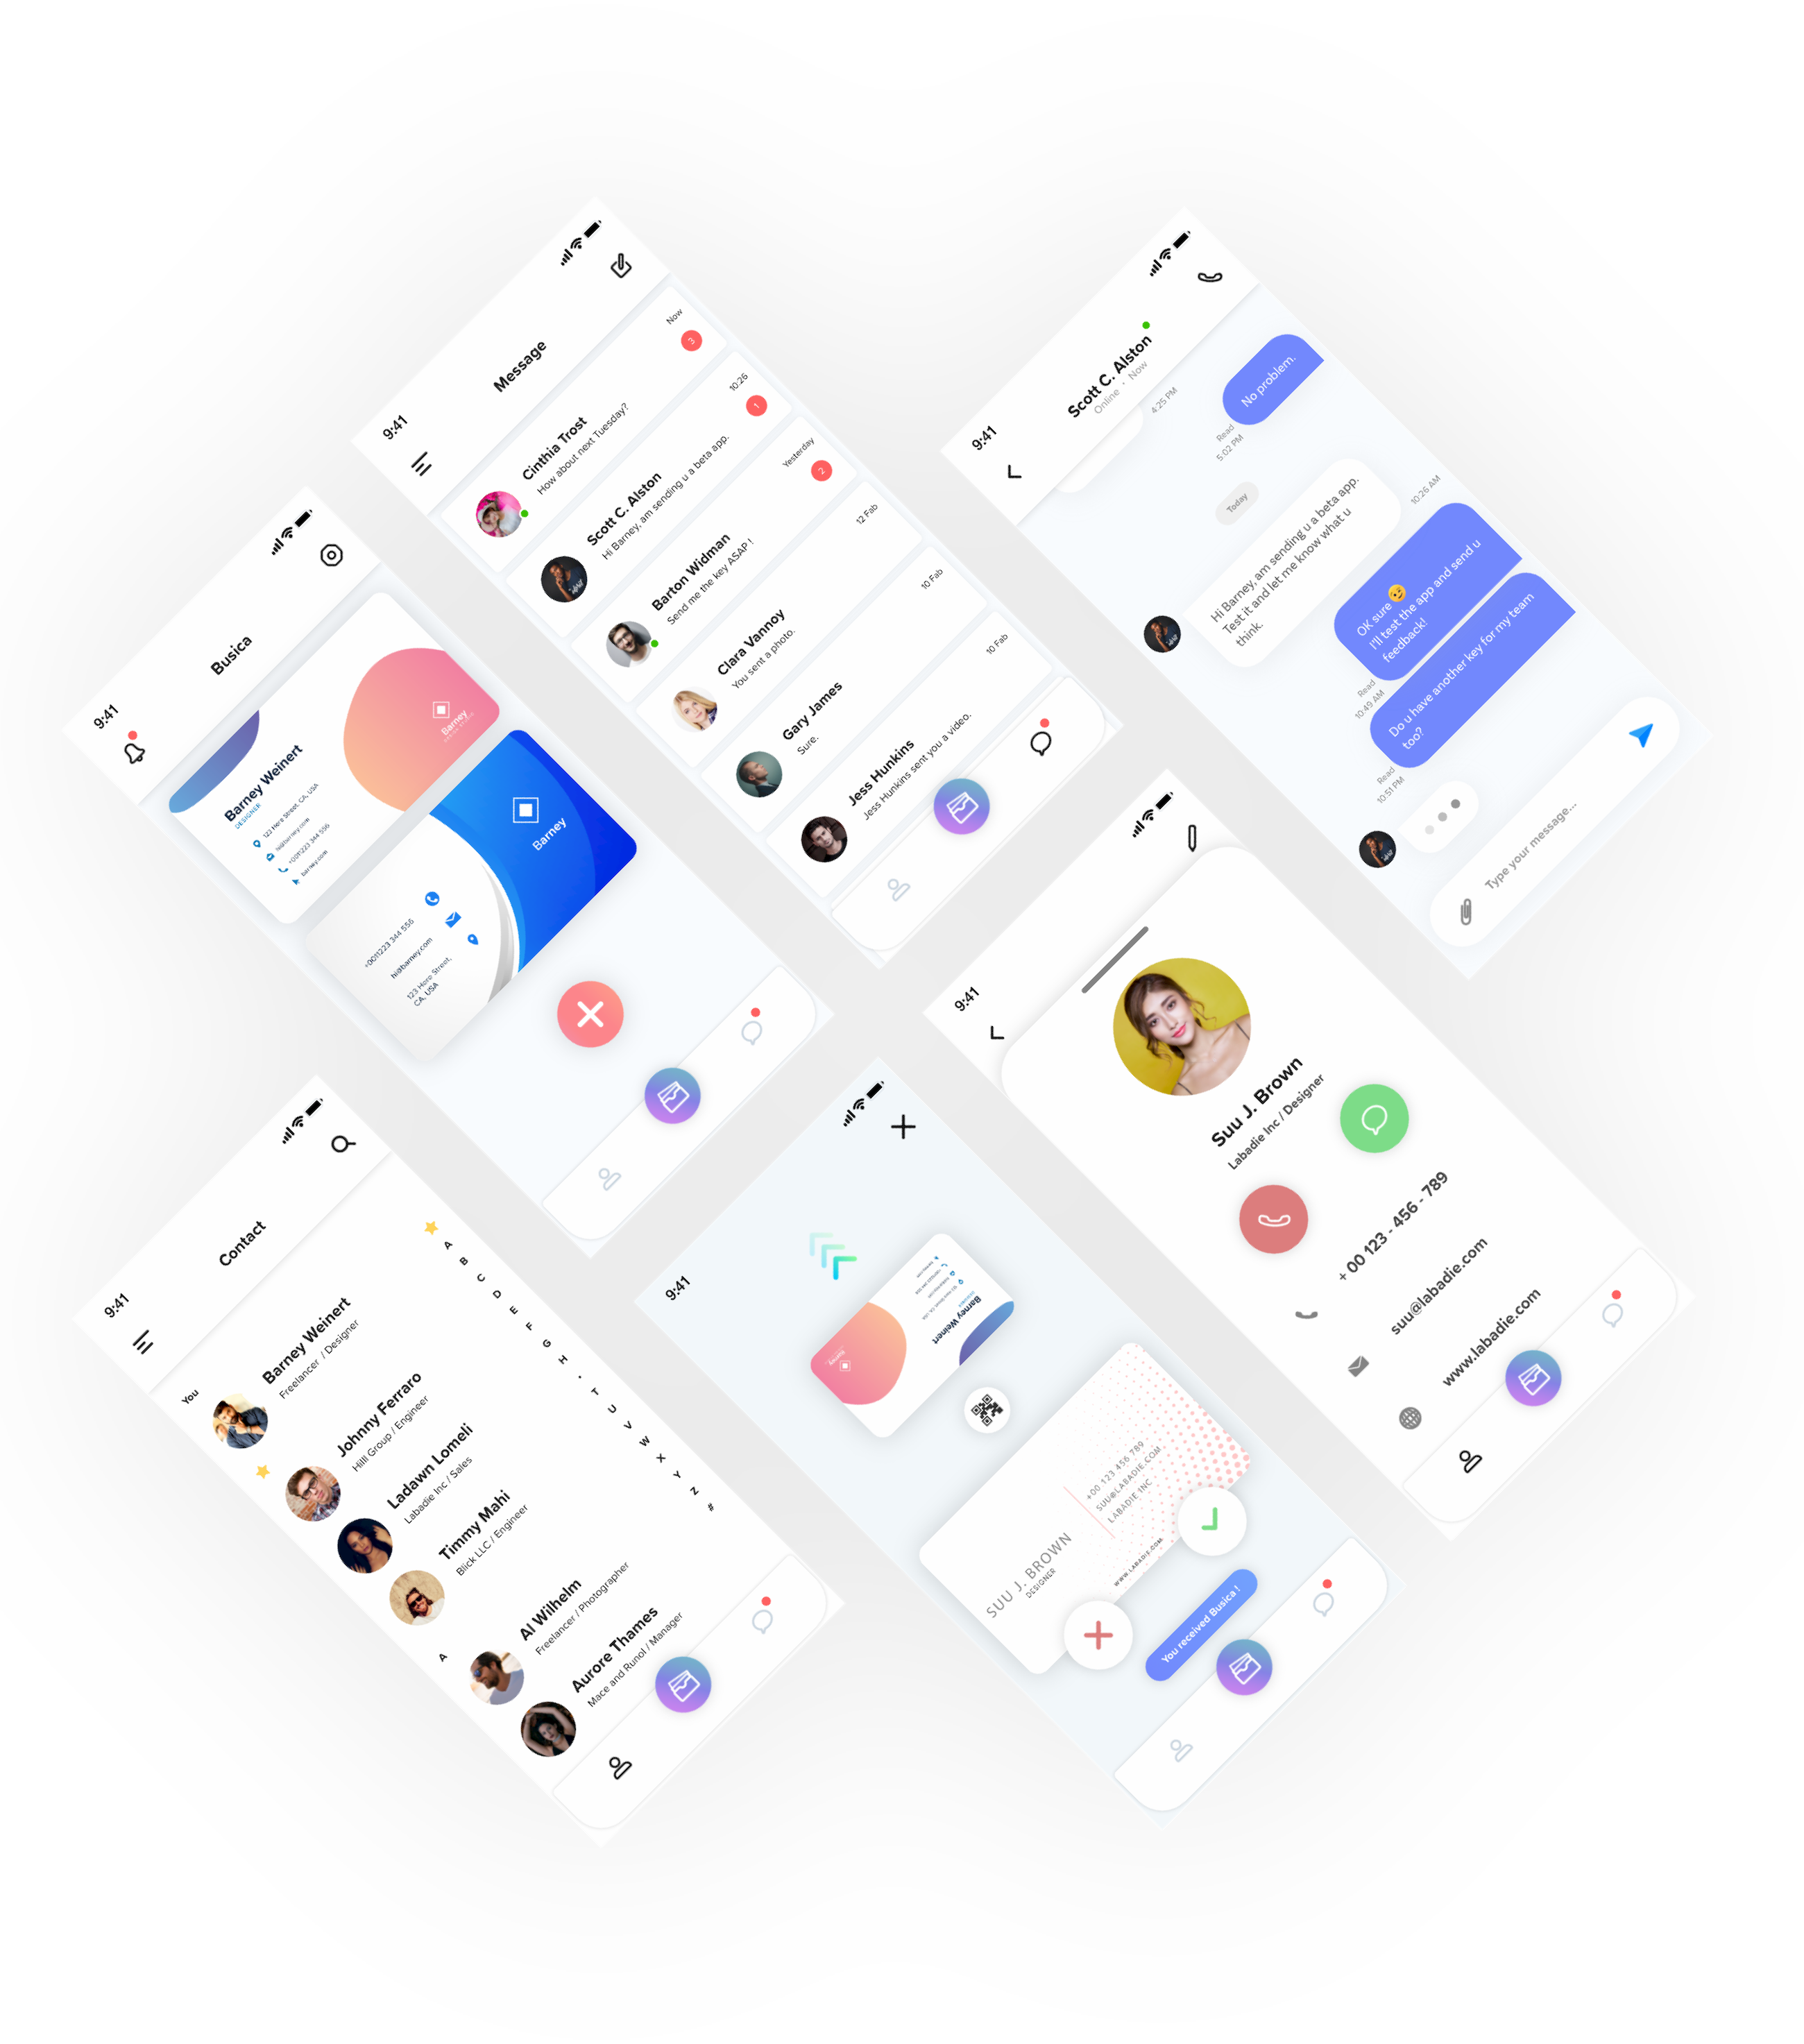 9:41
Message
Cinthia Trost
How about next Tuesday?
Now
3
Scott C. Alston
Hi Barney, am sending u a beta app.
10:26
1
Barton Widman
Send me the key ASAP !
Yesterday
2
Clara Vannoy
You sent a photo.
12 Fab
Gary James
Sure.
10 Fab
Jess Hunkins
Jess Hunkins sent you a video.
10 Fab
9:41
Scott C. Alston
Online • Now
4:25 PM
No problem.
Read
5:02 PM
Today
Hi Barney, am sending u a beta app.
Test it and let me know what u
think.
10:26 AM
OK sure 😉
I'll test the app and send u
feedback!
Read
10:49 AM
Do u have another key for my team
too?
Read
10:51 PM
Type your message...
9:41
Busica
Barney Weinert
DESIGNER
123 Here Street, CA, USA
hi@barney.com
+0011223 344 556
barney.com
Barney
Barney
+0011223 344 556
hi@barney.com
123 Here Street,
CA, USA
9:41
Suu J. Brown
Labadie Inc / Designer
+ 00 123 - 456 - 789
suu@labadie.com
www.labadie.com
9:41
Contact
You
Barney Weinert
Freelancer / Designer
Johnny Ferraro
Hilll Group / Engineer
Ladawn Lomeli
Labadie Inc / Sales
Timmy Mahi
Blick LLC / Engineer
A
Al Wilhelm
Freelancer / Photographer
Aurore Thames
Mace and Runol / Manager
A
B
C
D
E
F
G
H
•
T
U
V
W
X
Y
Z
#
9:41
Barney Weinert
SUU J. BROWN
DESIGNER
+00 123 456 789
SUU@LABADIE.COM
LABADIE INC
WWW.LABADIE.COM
You received Busica !